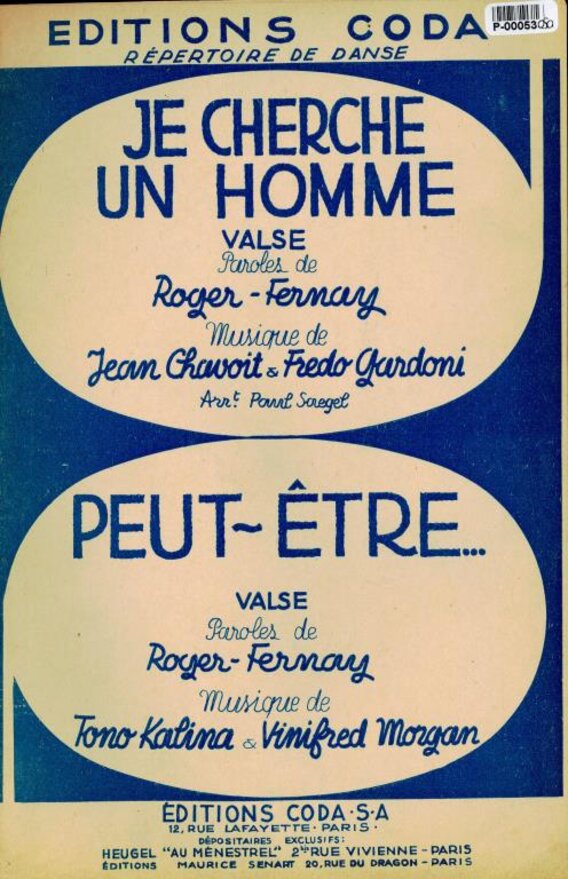 EDITIONS CODA
P-000530
RÉPERTOIRE DE DANSE
JE CHERCHE
UN HOMME
VALSE
Paroles de
Roger-Fernay
Musique de
Jean Chavoit & Fredo Gardoni
Arrt Paul Saegel
PEUT~ÊTRE...
VALSE
Paroles de
Roger-Fernay
Musique de
Tono Kalina & Vinifred Morgan
ÉDITIONS CODA·S·A
12, RUE LAFAYETTE·PARIS·
DÉPOSITAIRES EXCLUSIFS:
HEUGEL "AU MÉNESTREL" 2bis RUE VIVIENNE-PARIS
ÉDITIONS MAURICE SENART 20, RUE DU DRAGON-PARIS